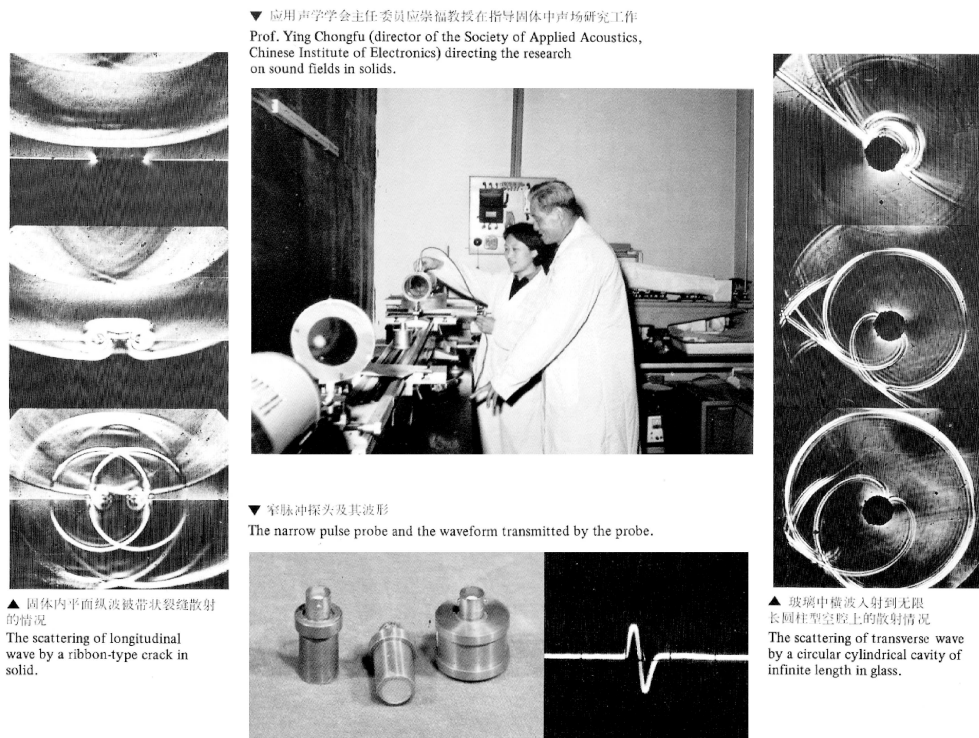 ▼ 应用声学学会主任委员应崇福教授在指导固体中声场研究工作
Prof. Ying Chongfu (director of the Society of Applied Acoustics,
Chinese Institute of Electronics) directing the research
on sound fields in solids.
▼ 窄脉冲探头及其波形
The narrow pulse probe and the waveform transmitted by the probe.
▲ 固体内平面纵波被带状裂缝散射
的情况
The scattering of longitudinal
wave by a ribbon-type crack in
solid.
▲ 玻璃中横波入射到无限
长圆柱型空腔上的散射情况
The scattering of transverse wave
by a circular cylindrical cavity of
infinite length in glass.